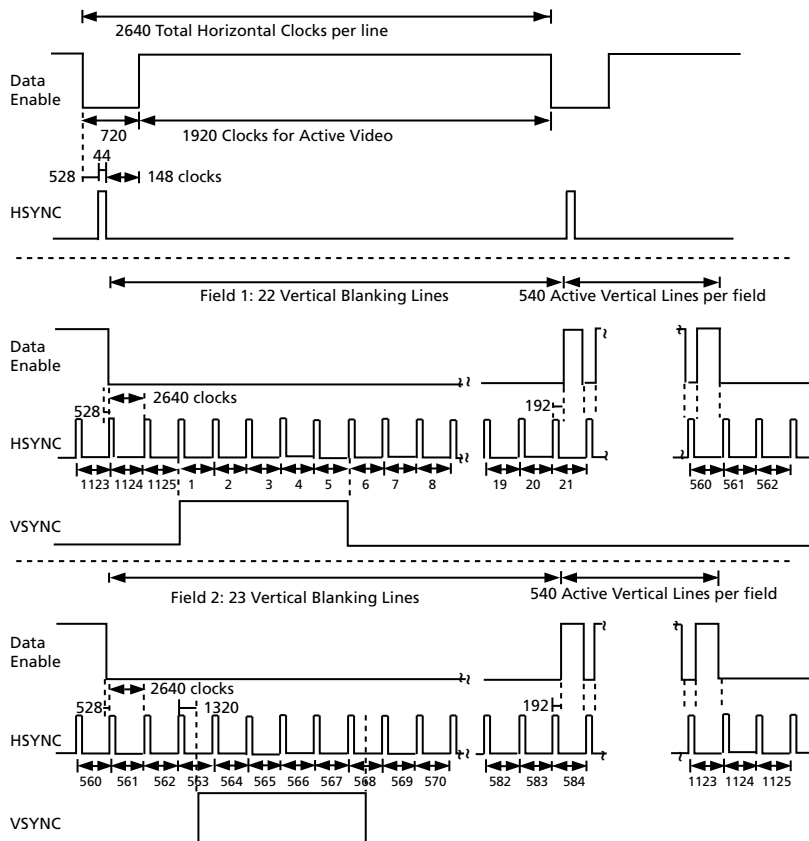 2640 Total Horizontal Clocks per line
Data
Enable
720
1920 Clocks for Active Video
44
528
148 clocks
HSYNC
Field 1: 22 Vertical Blanking Lines
540 Active Vertical Lines per field
Data
Enable
2640 clocks
528
192
HSYNC
1123 1124 1125 1 2 3 4 5 6 7 8 19 20 21 560 561 562
VSYNC
Field 2: 23 Vertical Blanking Lines
540 Active Vertical Lines per field
Data
Enable
2640 clocks
528
1320
192
HSYNC
560 561 562 563 564 565 566 567 568 569 570 582 583 584 1123 1124 1125
VSYNC